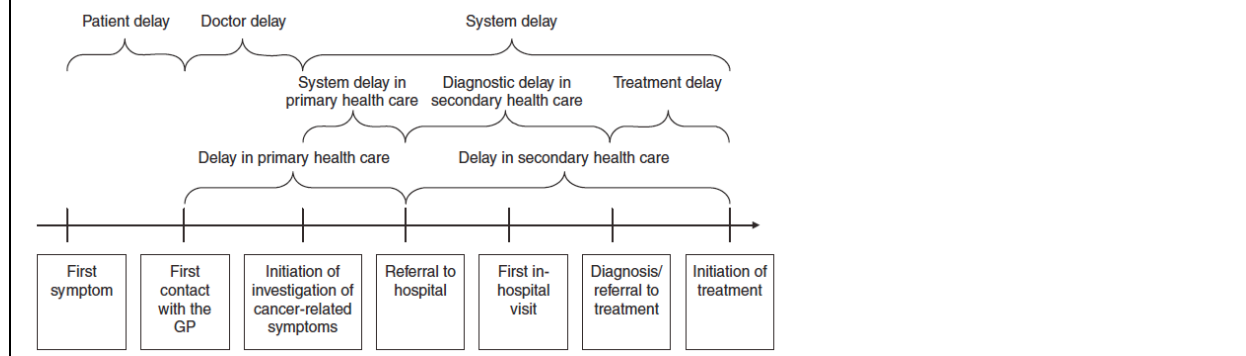 Patient delay
Doctor delay
System delay
System delay in
primary health care
Diagnostic delay in
secondary health care
Treatment delay
Delay in primary health care
Delay in secondary health care
First
symptom
First
contact
with the
GP
Initiation of
investigation of
cancer-related
symptoms
Referral to
hospital
First in-
hospital
visit
Diagnosis/
referral to
treatment
Initiation of
treatment